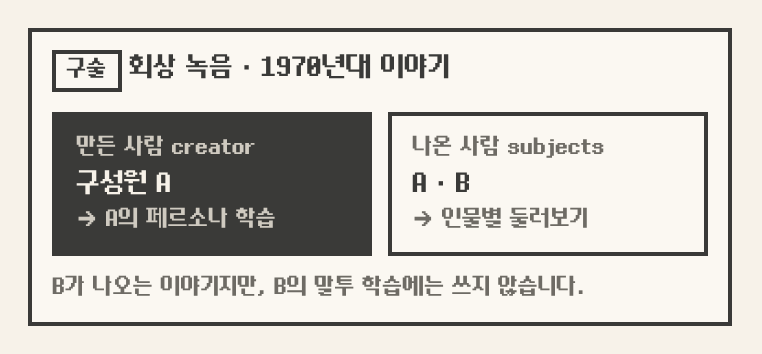 구술 회상 녹음 · 1970년대 이야기
만든 사람 creator
구성원 A
→ A의 페르소나 학습
나온 사람 subjects
A · B
→ 인물별 둘러보기
B가 나오는 이야기지만, B의 말투 학습에는 쓰지 않습니다.